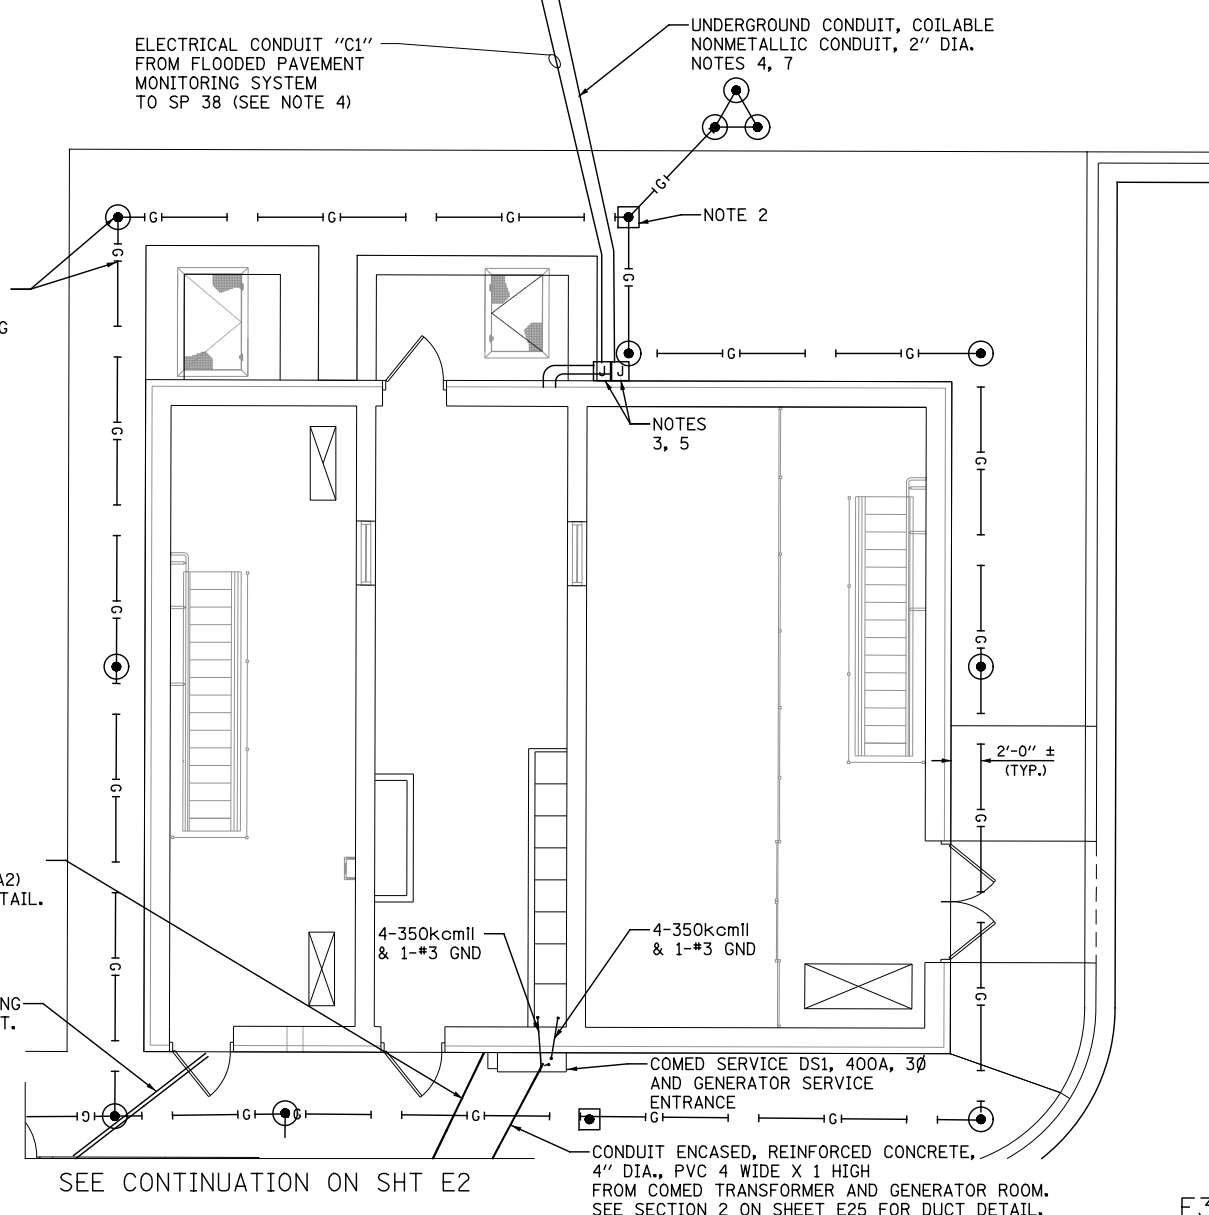 ELECTRICAL CONDUIT "C1"
FROM FLOODED PAVEMENT
MONITORING SYSTEM
TO SP 38 (SEE NOTE 4)
UNDERGROUND CONDUIT, COILABLE
NONMETALLIC CONDUIT, 2" DIA.
NOTES 4, 7
G
G
G
G
G
NOTE 2
G
G
G
G
G
J
J
NOTES
3, 5
G
G
G
G
G
2'-0" ±
(TYP.)
G
A2)
TAIL.
G
4-350kcmil
& 1-#3 GND
4-350kcmil
& 1-#3 GND
G
G
NG
T.
COMED SERVICE DS1, 400A, 3Ø
AND GENERATOR SERVICE
ENTRANCE
G
G
G
G
G
G
CONDUIT ENCASED, REINFORCED CONCRETE,
4" DIA., PVC 4 WIDE X 1 HIGH
FROM COMED TRANSFORMER AND GENERATOR ROOM.
SEE SECTION 2 ON SHEET E25 FOR DUCT DETAIL.
SEE CONTINUATION ON SHT E2